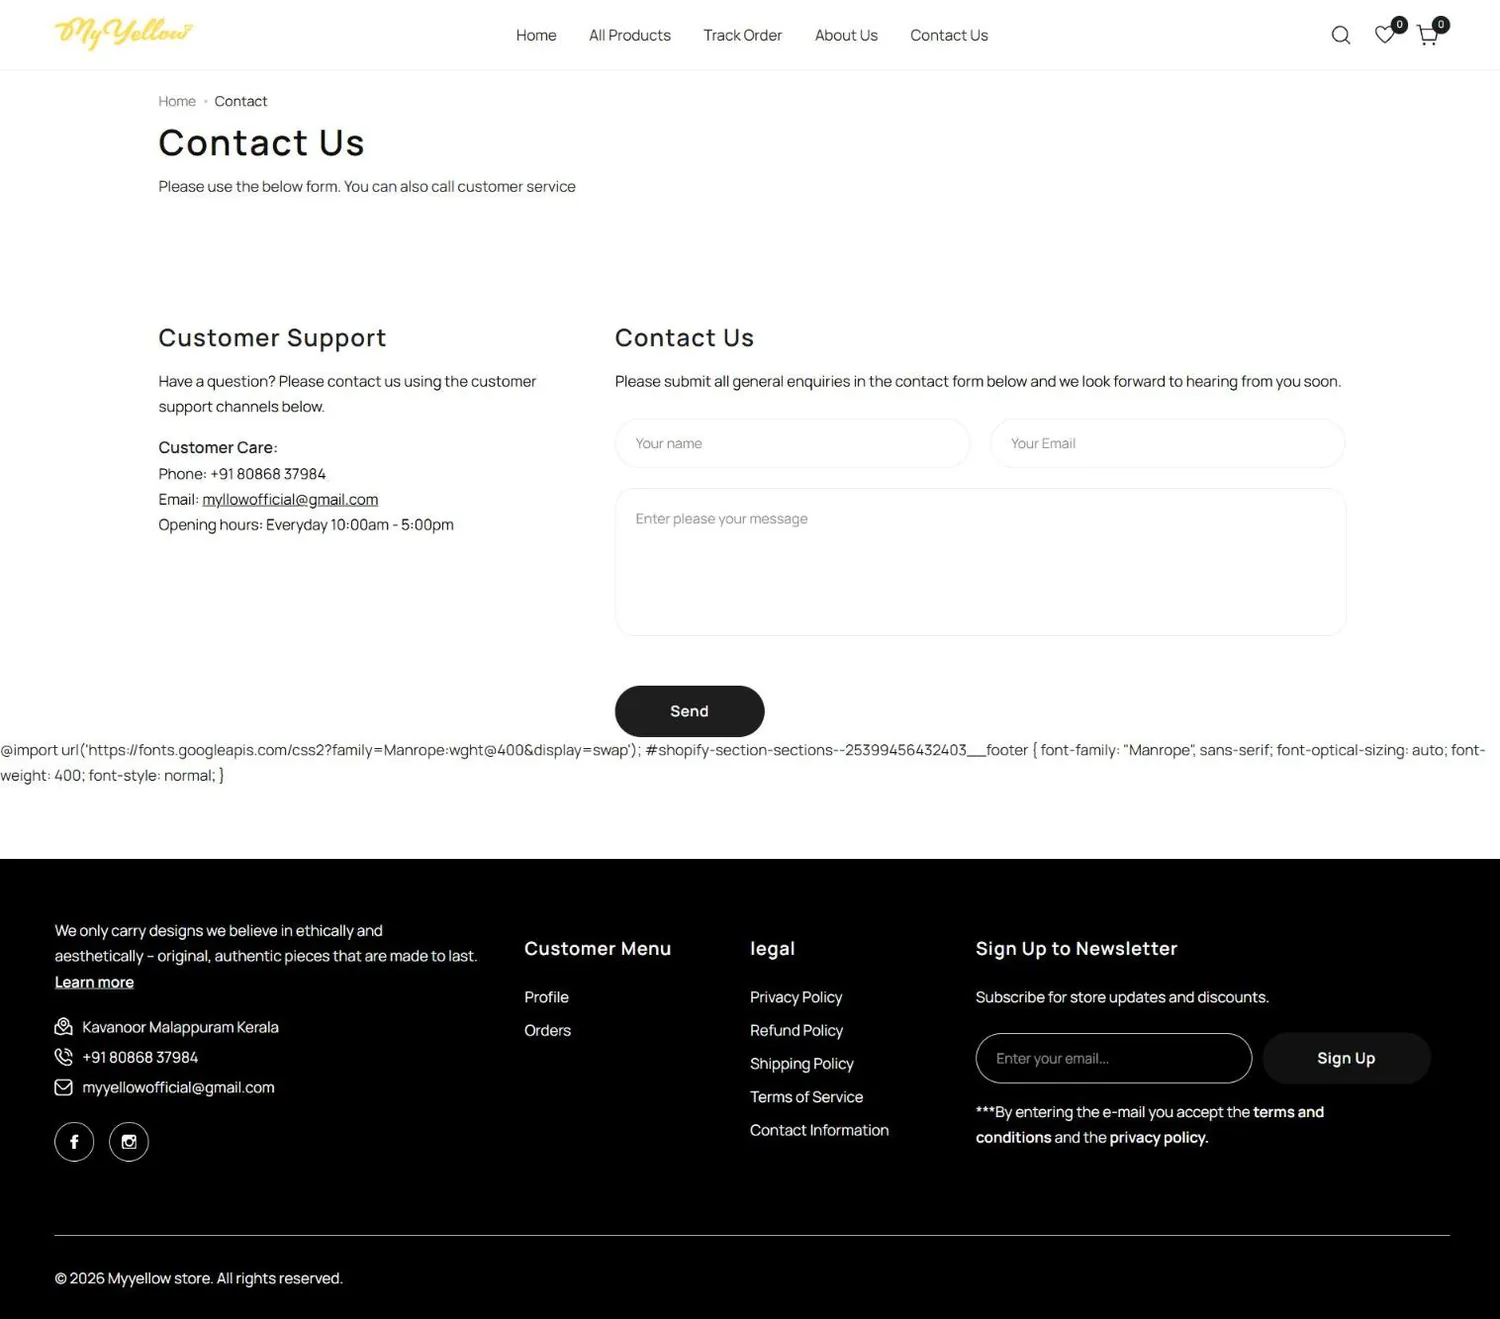 My Yellow
Home
All Products
Track Order
About Us
Contact Us
0
0
Home • Contact
Contact Us
Please use the below form. You can also call customer service
Customer Support
Have a question? Please contact us using the customer
support channels below.
Customer Care:
Phone: +91 80868 37984
Email: myllowofficial@gmail.com
Opening hours: Everyday 10:00am - 5:00pm
Contact Us
Please submit all general enquiries in the contact form below and we look forward to hearing from you soon.
Your name
Your Email
Enter please your message
Send
@import url('https://fonts.googleapis.com/css2?family=Manrope:wght@400&display=swap'); #shopify-section-sections--25399456432403__footer { font-family: "Manrope", sans-serif; font-optical-sizing: auto; font-
weight: 400; font-style: normal; }
We only carry designs we believe in ethically and
aesthetically – original, authentic pieces that are made to last.
Learn more
Kavanoor Malappuram Kerala
+91 80868 37984
myyellowofficial@gmail.com
Customer Menu
Profile
Orders
legal
Privacy Policy
Refund Policy
Shipping Policy
Terms of Service
Contact Information
Sign Up to Newsletter
Subscribe for store updates and discounts.
Enter your email...
Sign Up
***By entering the e-mail you accept the terms and
conditions and the privacy policy.
© 2026 Myyellow store. All rights reserved.